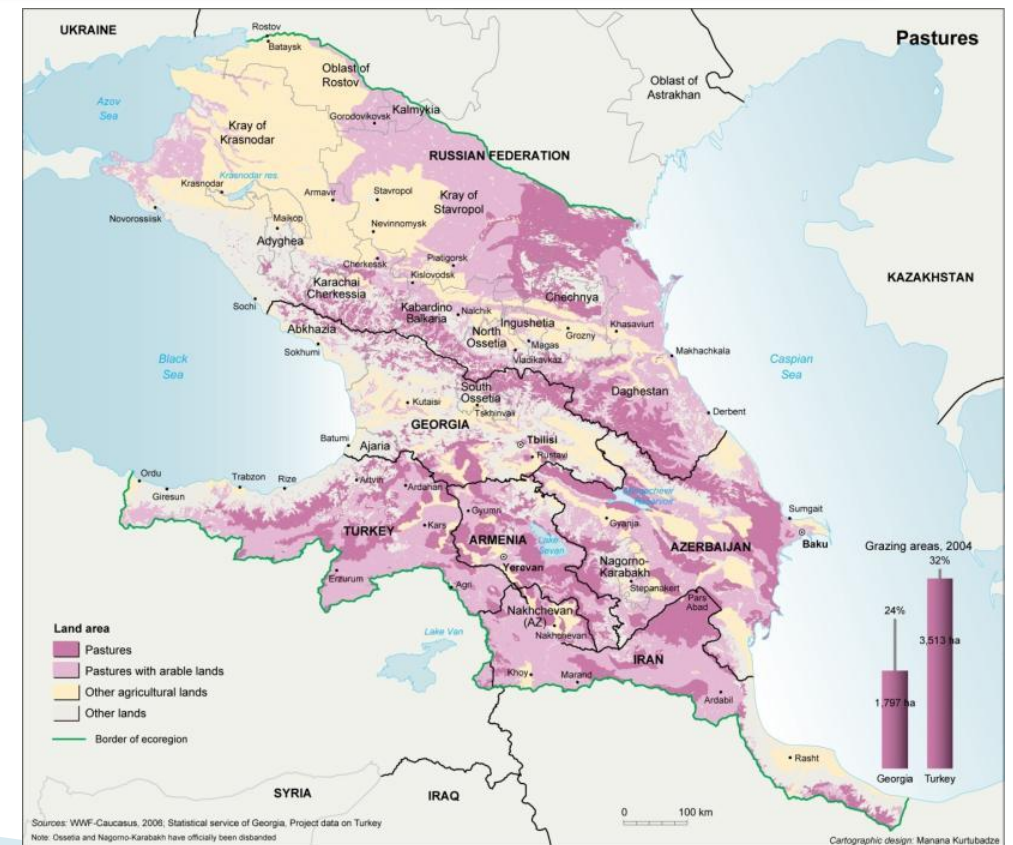 Pastures
UKRAINE
Rostov
Bataysk
Oblast of
Rostov
Oblast of
Astrakhan
Azov
Sea
Kalmykia
Gorodovikovsk
Kray of
Krasnodar
RUSSIAN FEDERATION
Krasnodar res.
Krasnodar
Armavir
Stavropol
Kray of
Stavropol
Novorossiisk
Maikop
Nevinnomysk
Adyghea
Cherkessk
Piatigorsk
Kislovodsk
KAZAKHSTAN
Karachai
Cherkessia
Chechnya
Sochi
Kabardino
Balkaria
Nalchik
Ingushetia
North
Ossetia
Grozny
Khasaviurt
Abkhazia
Magas
Sokhumi
Vladikavkaz
Makhachkala
Black
Sea
Caspian
Sea
South
Ossetia
Daghestan
Kutaisi
Tskhinvali
Derbent
GEORGIA
Batumi
Ajaria
Tbilisi
Rustavi
Ordu
Giresun
Trabzon
Rize
Artvin
Ardahan
Gyumri
Sumgait
TURKEY
Kars
ARMENIA
Lake
Sevan
Gyanja
AZERBAIJAN
Baku
Yerevan
Nagorno-
Karabakh
Stepanakert
Erzurum
Agri
Pars
Abad
Nakhchevan
(AZ)
Nakhchevan
Lake Van
IRAN
Khoy
Marand
Ardabil
Rasht
SYRIA
IRAQ
Grazing areas, 2004
32%
24%
3,513 ha
1,797 ha
Georgia
Turkey
Land area
Pastures
Pastures with arable lands
Other agricultural lands
Other lands
Border of ecoregion
0
100 km
Sources: WWF-Caucasus, 2006; Statistical service of Georgia, Project data on Turkey
Note: Ossetia and Nagorno-Karabakh have officially been disbanded
Cartographic design: Manana Kurtubadze